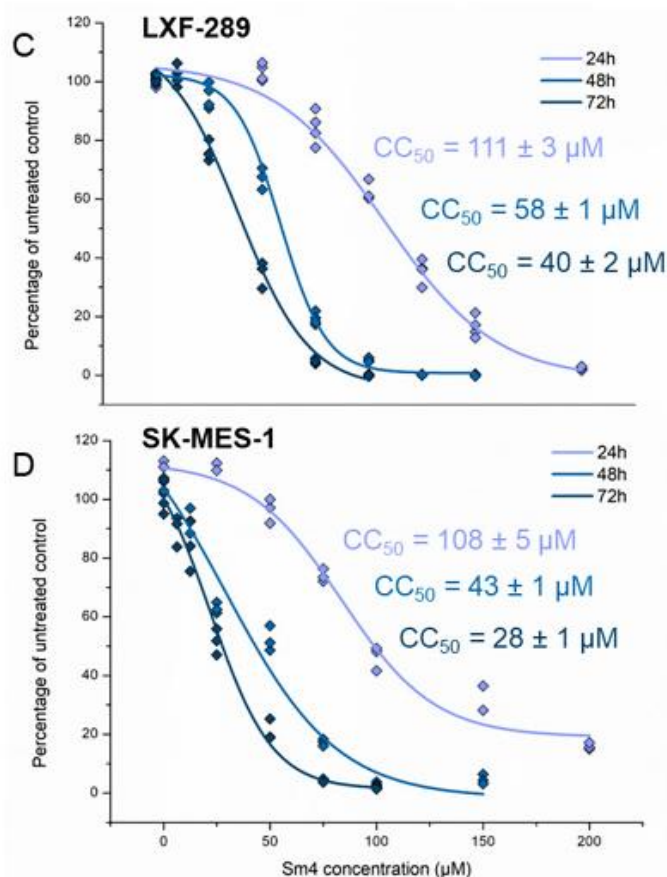 C
LXF-289
120
100
80
60
40
20
0
Percentage of untreated control
24h
48h
72h
CC₅₀ = 111 ± 3 µM
CC₅₀ = 58 ± 1 µM
CC₅₀ = 40 ± 2 µM
D
SK-MES-1
120
100
80
60
40
20
0
Percentage of untreated control
24h
48h
72h
CC₅₀ = 108 ± 5 µM
CC₅₀ = 43 ± 1 µM
CC₅₀ = 28 ± 1 µM
0 50 100 150 200
Sm4 concentration (µM)